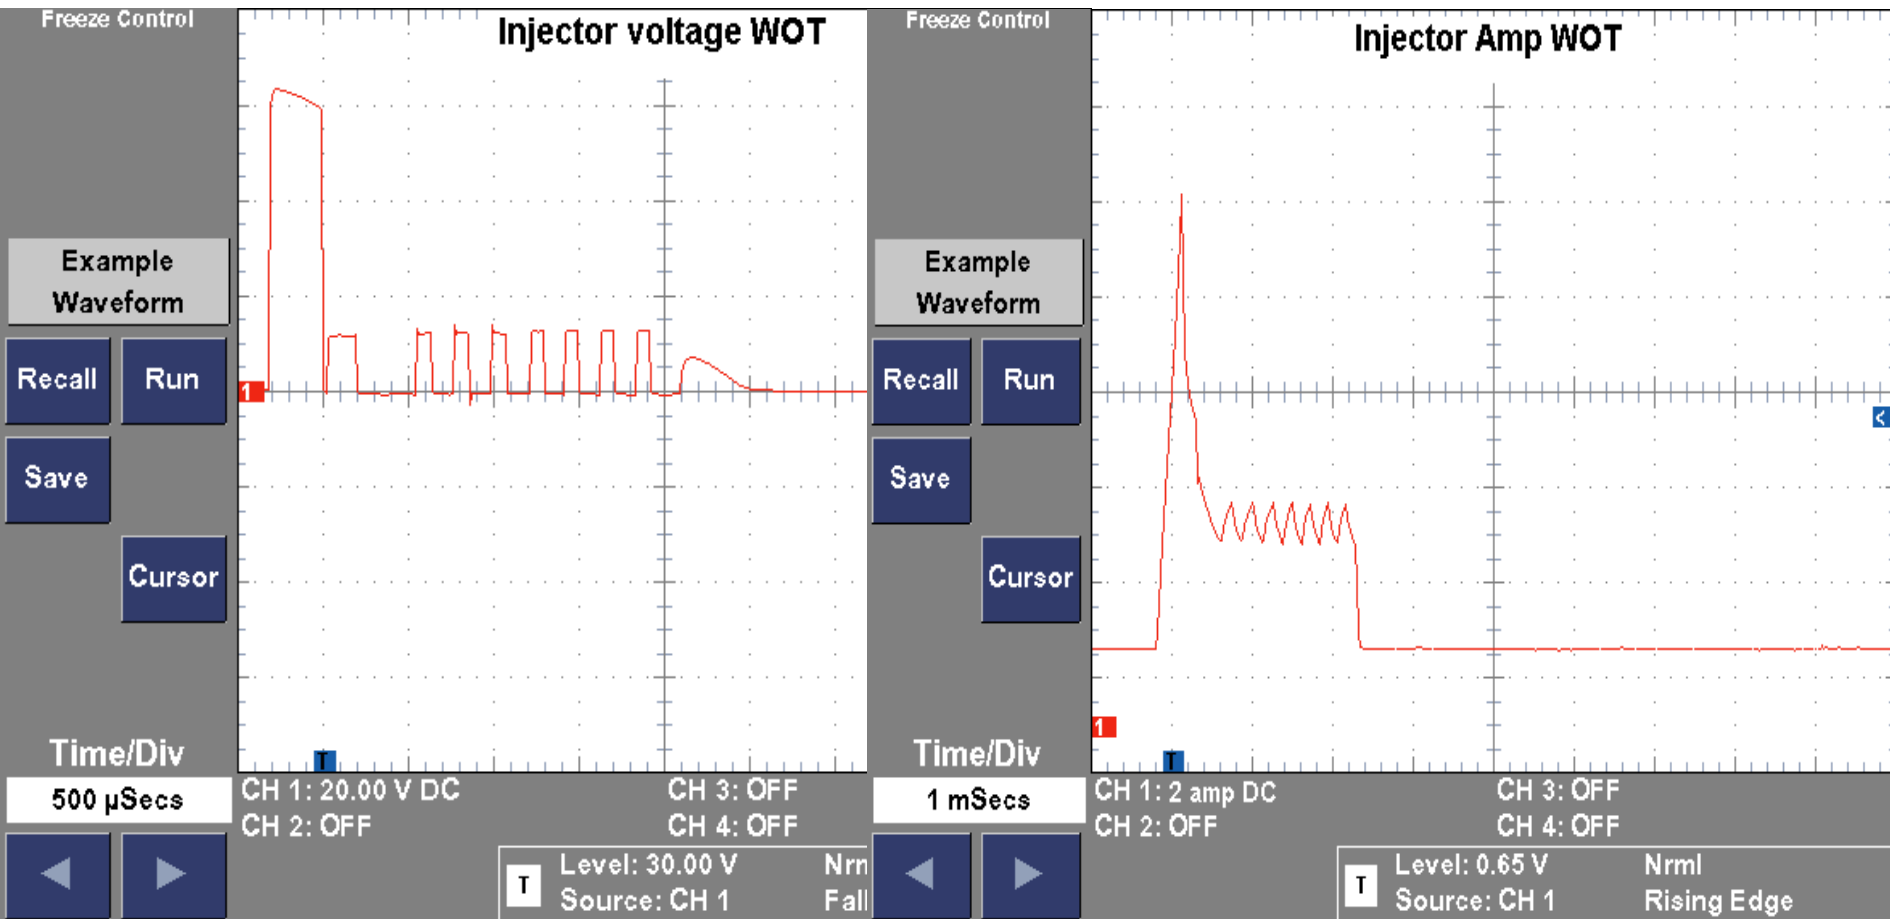 Freeze Control
Injector voltage WOT
Example
Waveform
Recall
Run
1
Save
Cursor
Time/Div
T
500 µSecs
CH 1: 20.00 V DC
CH 3: OFF
CH 2: OFF
CH 4: OFF
T
Level: 30.00 V
Nrn
Source: CH 1
Fall
Freeze Control
Injector Amp WOT
Example
Waveform
Recall
Run
<
Save
Cursor
1
Time/Div
T
1 mSecs
CH 1: 2 amp DC
CH 3: OFF
CH 2: OFF
CH 4: OFF
T
Level: 0.65 V
Nrml
Source: CH 1
Rising Edge